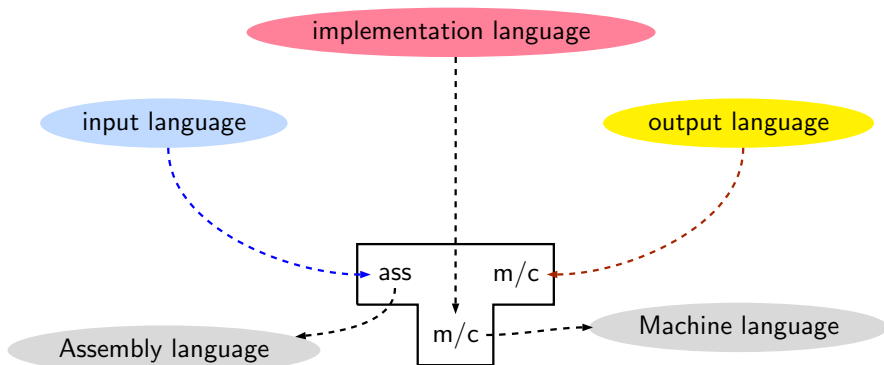 implementation language
input language
output language
ass
m/c
m/c
Machine language
Assembly language